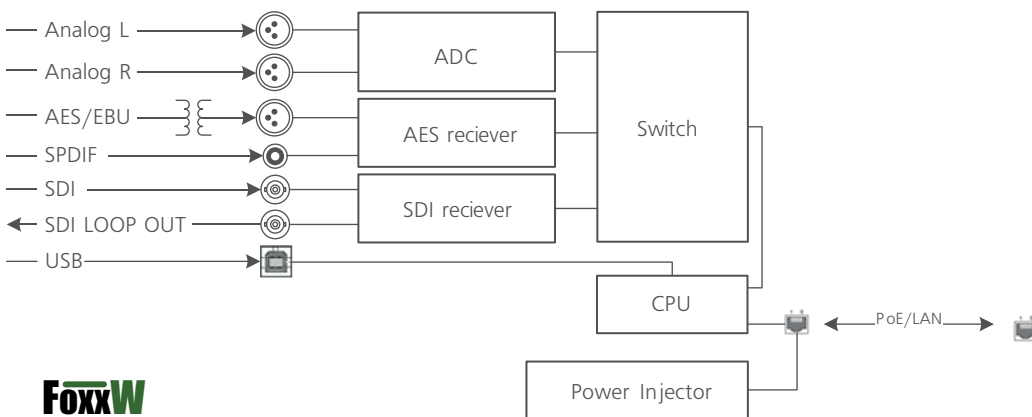 Analog L
Analog R
AES/EBU
SPDIF
SDI
SDI LOOP OUT
USB
ADC
AES reciever
SDI reciever
Switch
CPU
PoE/LAN
Power Injector
FoxxW